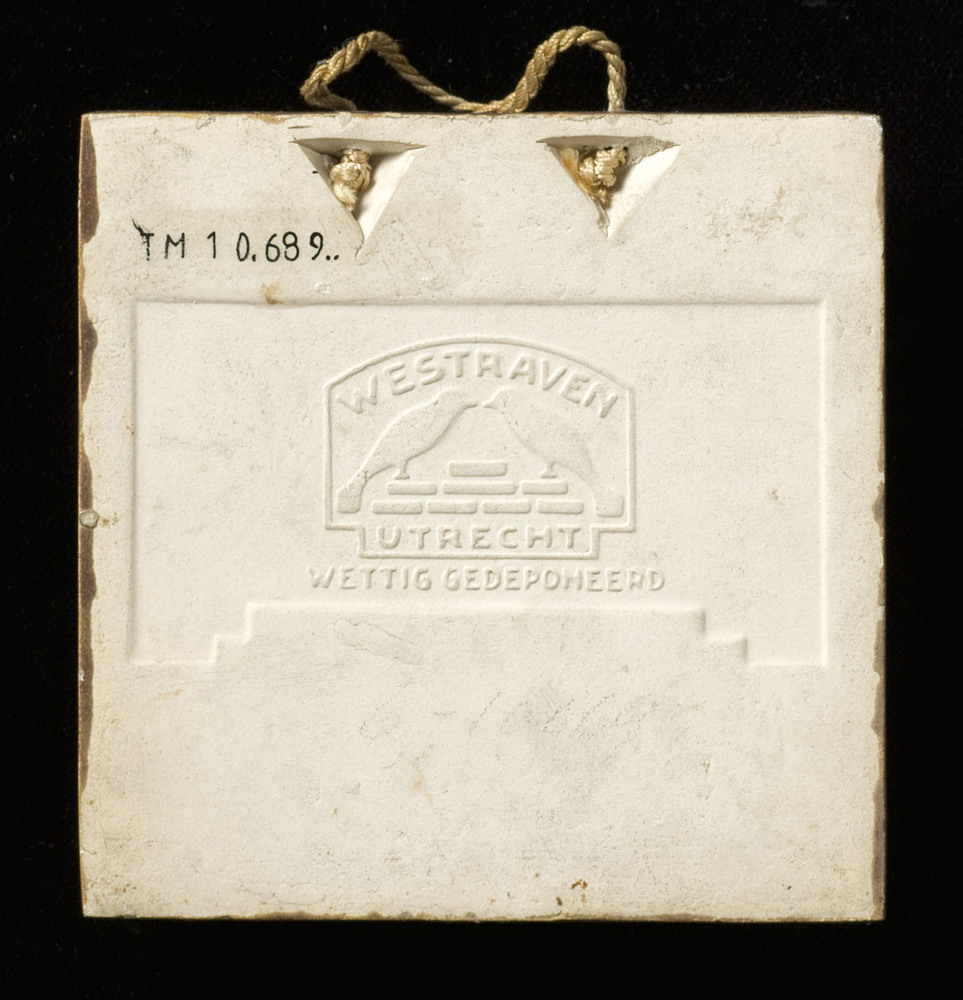 TM 10.689..
WESTRAVEN
UTRECHT
WETTIG GEDEPONEERD